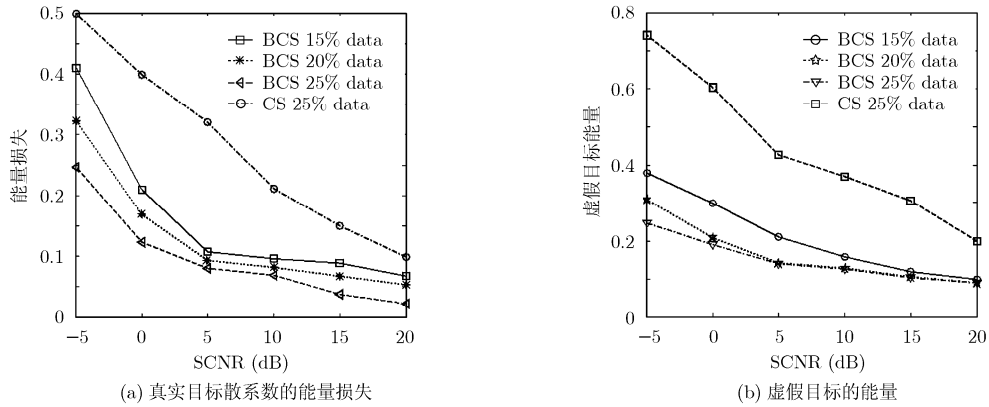 0.5
0.4
0.3
0.2
0.1
0
能量损失
BCS 15% data
BCS 20% data
BCS 25% data
CS 25% data
−5 0 5 10 15 20
SCNR (dB)
(a) 真实目标散系数的能量损失
0.8
0.6
0.4
0.2
0
虚假目标能量
BCS 15% data
BCS 20% data
BCS 25% data
CS 25% data
−5 0 5 10 15 20
SCNR (dB)
(b) 虚假目标的能量